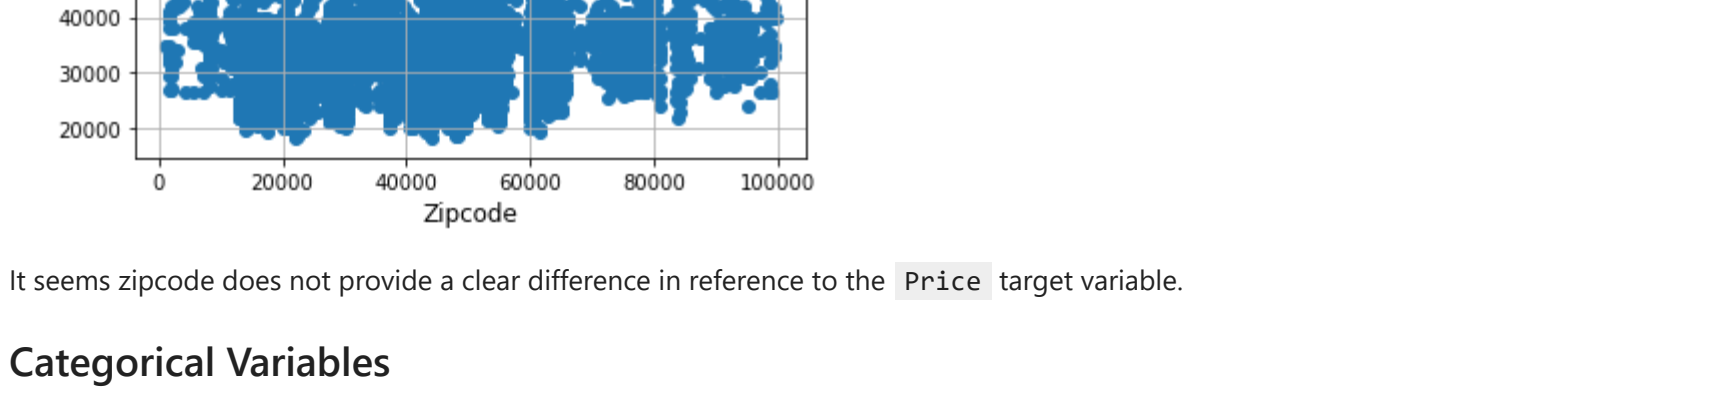 40000
30000
20000
0 20000 40000 60000 80000 100000
Zipcode
It seems zipcode does not provide a clear difference in reference to the Price target variable.
Categorical Variables